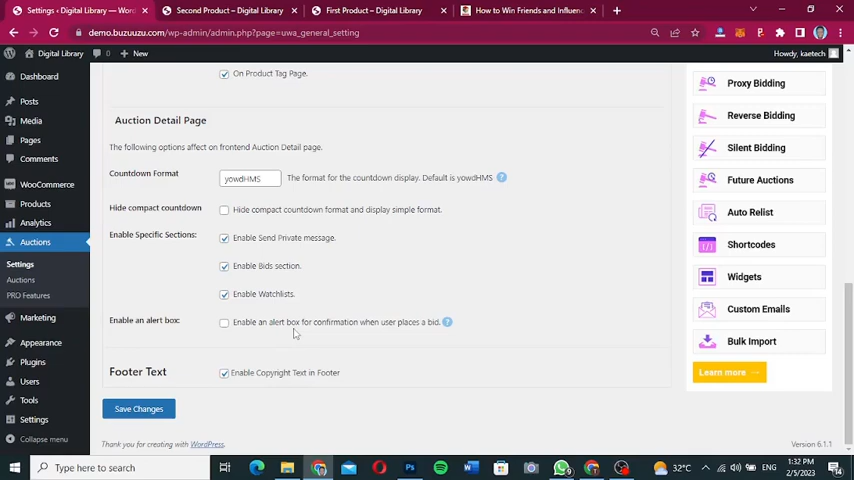 Settings ‹ Digital Library — Wor
Second Product – Digital Library
First Product – Digital Library
How to Win Friends and Influenc
demo.buzuuzu.com/wp-admin/admin.php?page=uwa_general_setting
Digital Library
0
New
Howdy, kaetech
Dashboard
Posts
Media
Pages
Comments
WooCommerce
Products
Analytics
Auctions
Settings
Auctions
PRO Features
Marketing
Appearance
Plugins
Users
Tools
Settings
Collapse menu
On Product Tag Page.
Auction Detail Page
The following options affect on frontend Auction Detail page.
Countdown Format
yowdHMS
The format for the countdown display. Default is yowdHMS
Hide compact countdown
Hide compact countdown format and display simple format.
Enable Specific Sections:
Enable Send Private message.
Enable Bids section.
Enable Watchlists.
Enable an alert box:
Enable an alert box for confirmation when user places a bid.
Footer Text
Enable Copyright Text in Footer
Save Changes
Thank you for creating with WordPress.
Version 6.1.1
Proxy Bidding
Reverse Bidding
Silent Bidding
Future Auctions
Auto Relist
Shortcodes
Widgets
Custom Emails
Bulk Import
Learn more
Type here to search
32°C
ENG
1:32 PM
2/5/2023